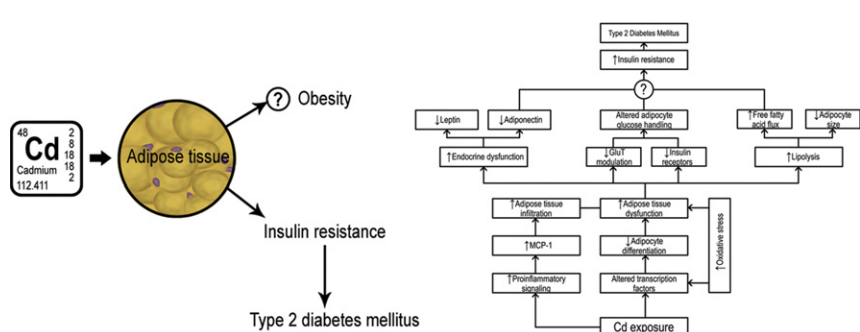 48
2
8
18
18
2
Cd
Cadmium
112.411
Adipose tissue
?
Obesity
Insulin resistance
Type 2 diabetes mellitus
Type 2 Diabetes Mellitus
↑Insulin resistance
?
↓Leptin
↓Adiponectin
Altered adipocyte
glucose handling
↑Free fatty
acid flux
↓Adipocyte
size
↑Endocrine dysfunction
↓GluT
modulation
↓Insulin
receptors
↑Lipolysis
↑Adipose tissue
infiltration
↑Adipose tissue
dysfunction
↑MCP-1
↓Adipocyte
differentiation
↑Oxidative stress
↑Proinflammatory
signaling
Altered transcription
factors
Cd exposure